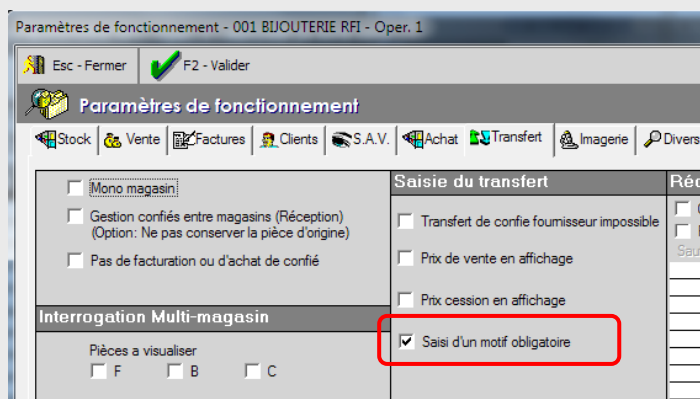 Paramètres de fonctionnement - 001 BIJOUTERIE RFI - Oper. 1
Esc - Fermer
F2 - Valider
Paramètres de fonctionnement
Stock
Vente
Factures
Clients
S.A.V.
Achat
Transfert
Imagerie
Divers
Mono magasin
Gestion confiés entre magasins (Réception)
(Option: Ne pas conserver la pièce d'origine)
Pas de facturation ou d'achat de confié
Interrogation Multi-magasin
Pièces a visualiser
F
B
C
Saisie du transfert
Transfert de confie fournisseur impossible
Prix de vente en affichage
Prix cession en affichage
Saisi d'un motif obligatoire
Réc
Sau